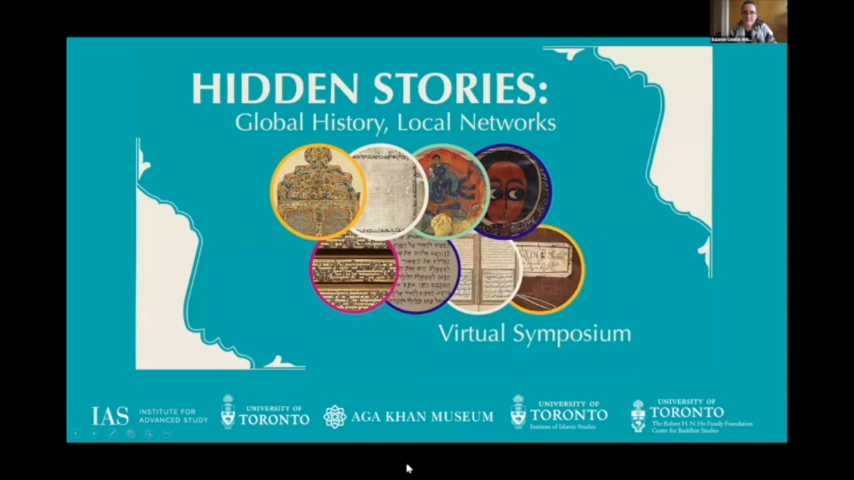 HIDDEN STORIES:
Global History, Local Networks
Virtual Symposium
IAS
INSTITUTE FOR
ADVANCED STUDY
UNIVERSITY OF
TORONTO
AGA KHAN MUSEUM
UNIVERSITY OF
TORONTO
Institute of Islamic Studies
UNIVERSITY OF
TORONTO
The Robert H. N. Ho Family Foundation
Centre for Buddhist Studies